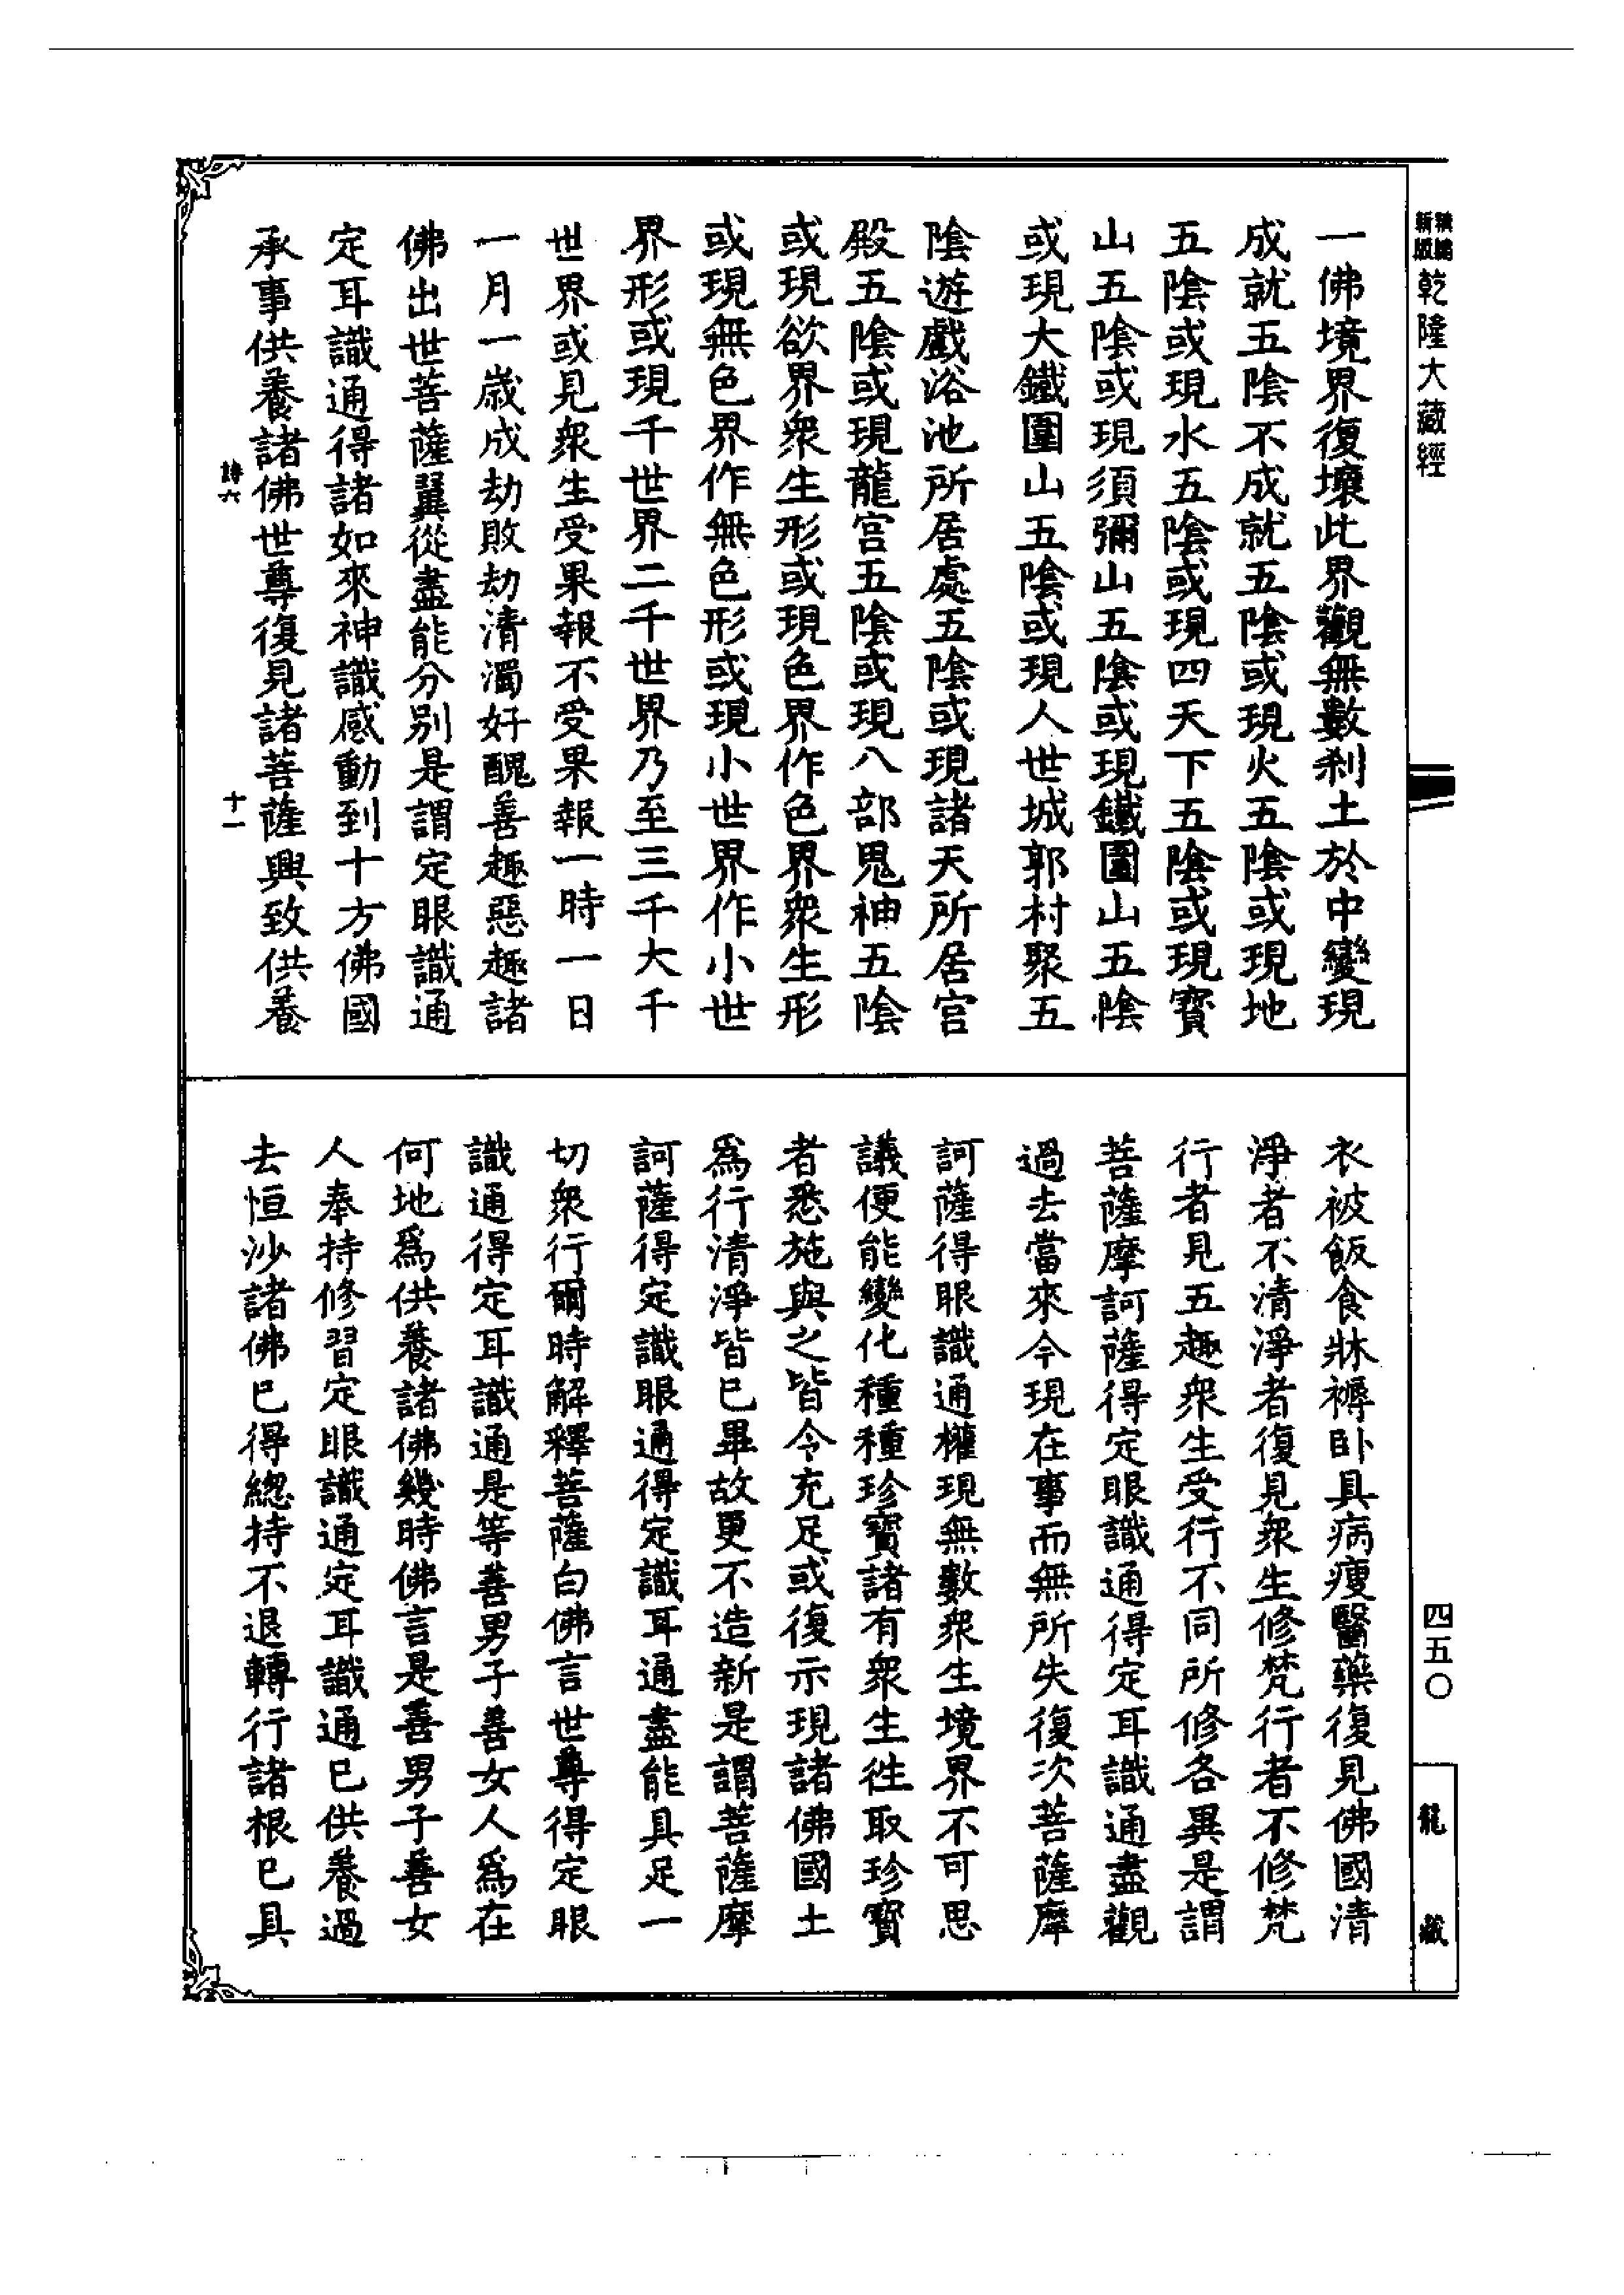 精編新版乾隆大藏經
一佛境界復壞此界觀無數刹土於中變現
成就五陰不成就五陰或現火五陰或現地
五陰或現水五陰或現四天下五陰或現寶
山五陰或現須彌山五陰或現鐵圍山五陰
或現大鐵圍山五陰或現人世城郭村聚五
陰遊戲浴池所居處五陰或現諸天所居宮
殿五陰或現龍宮五陰或現八部鬼神五陰
或現欲界衆生形或現色界作色界衆生形
或現無色界作無色形或現小世界作小世
界形或現千世界二千世界乃至三千大千
世界或見衆生受果報不受果報一時一日
一月一歲成劫敗劫清濁好醜善趣惡趣諸
佛出世菩薩翼從盡能分別是謂定眼識通
定耳識通得諸如來神識感動到十方佛國
承事供養諸佛世尊復見諸菩薩興致供養
詩六
十一
衣被飯食牀褥卧具病瘦醫藥復見佛國清
淨者不清淨者復見衆生修梵行者不修梵
行者見五趣衆生受行不同所修各異是謂
菩薩摩訶薩得定眼識通得定耳識通盡觀
過去當來今現在事而無所失復次菩薩摩
訶薩得眼識通權現無數衆生境界不可思
議便能變化種種珍寶諸有衆生徃取珍寶
者悉施與之皆令充足或復示現諸佛國土
爲行清淨皆已畢故更不造新是謂菩薩摩
訶薩得定識眼通得定識耳通盡能具足一
切衆行爾時解釋菩薩白佛言世尊得定眼
識通得定耳識通是等善男子善女人爲在
何地爲供養諸佛幾時佛言是善男子善女
人奉持修習定眼識通定耳識通已供養過
去恒沙諸佛已得緫持不退轉行諸根已具
四五〇
龍藏